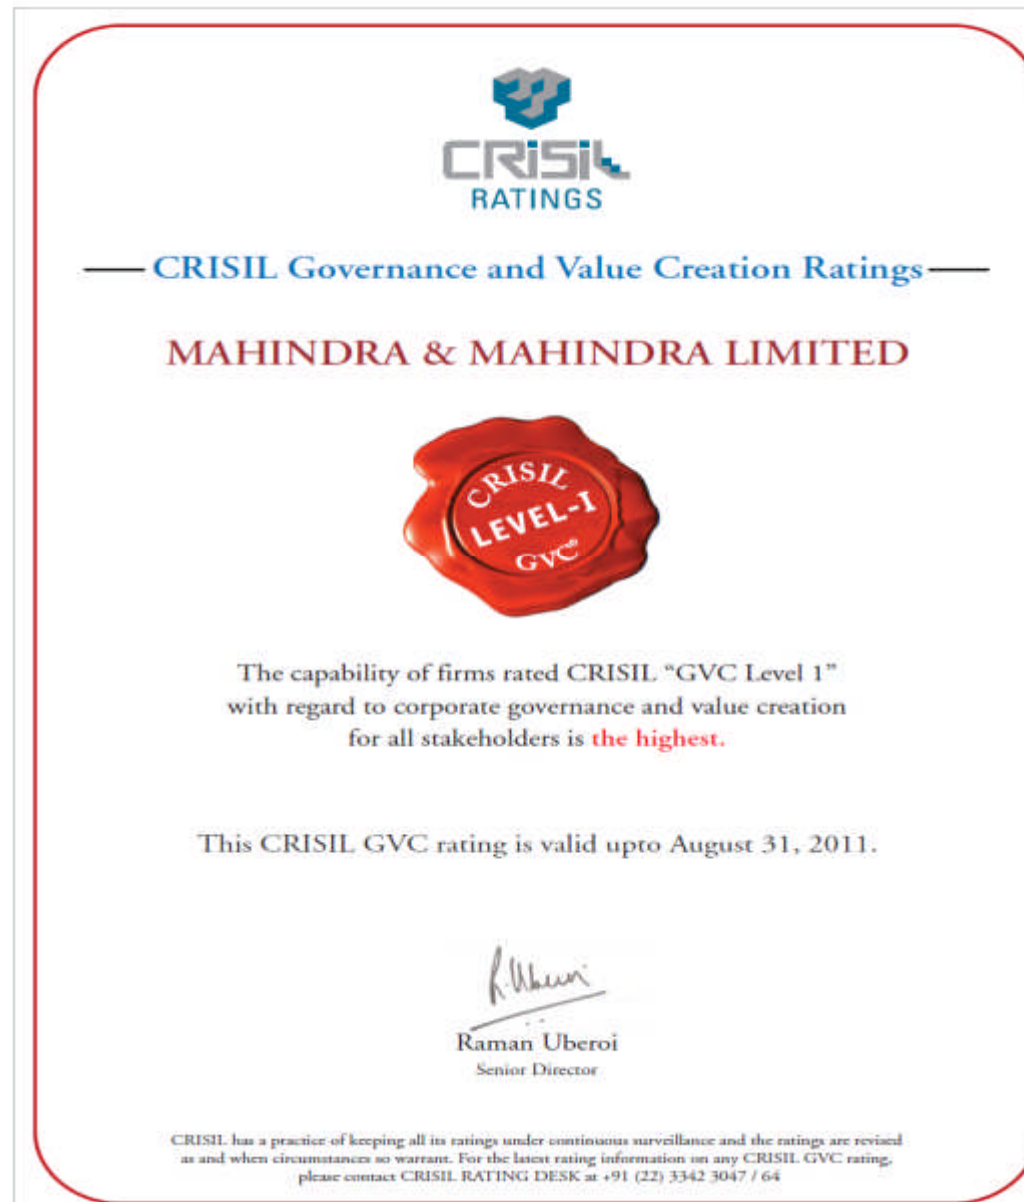 CRISIL
RATINGS
CRISIL Governance and Value Creation Ratings
MAHINDRA & MAHINDRA LIMITED
CRISIL
LEVEL-I
GVC®
The capability of firms rated CRISIL “GVC Level 1”
with regard to corporate governance and value creation
for all stakeholders is the highest.
This CRISIL GVC rating is valid upto August 31, 2011.
R. Uberoi
Raman Uberoi
Senior Director
CRISIL has a practice of keeping all its ratings under continuous surveillance and the ratings are revised
as and when circumstances so warrant. For the latest rating information on any CRISIL GVC rating,
please contact CRISIL RATING DESK at +91 (22) 3342 3047 / 64